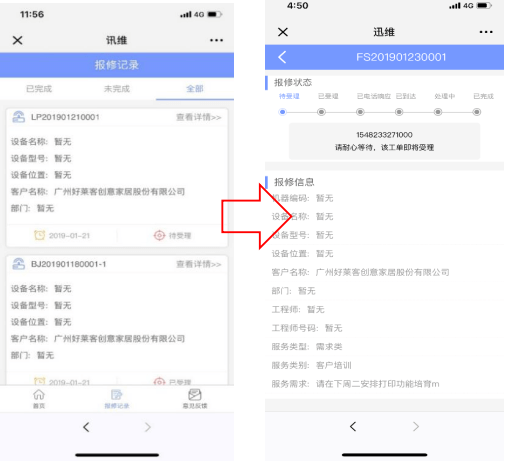 11:56
4G
讯维
报修记录
已完成
未完成
全部
LP201901210001
查看详情>>
设备名称: 暂无
设备型号: 暂无
设备位置: 暂无
客户名称: 广州好莱客创意家居股份有限公司
部门: 暂无
2019-01-21
待受理
BJ201901180001-1
查看详情>>
设备名称: 暂无
设备型号: 暂无
设备位置: 暂无
客户名称: 广州好莱客创意家居股份有限公司
部门: 暂无
2019-01-21
已受理
首页
报修记录
意见反馈
4:50
4G
迅维
FS201901230001
报修状态
待受理
已受理
已电话响应
已到达
处理中
已完成
1548233271000
请耐心等待，该工单即将受理
报修信息
机器编码: 暂无
设备名称: 暂无
设备型号: 暂无
设备位置: 暂无
客户名称: 广州好莱客创意家居股份有限公司
部门: 暂无
工程师: 暂无
工程师号码: 暂无
服务类型: 需求类
服务类别: 客户培训
服务需求: 请在下周二安排打印功能培育m